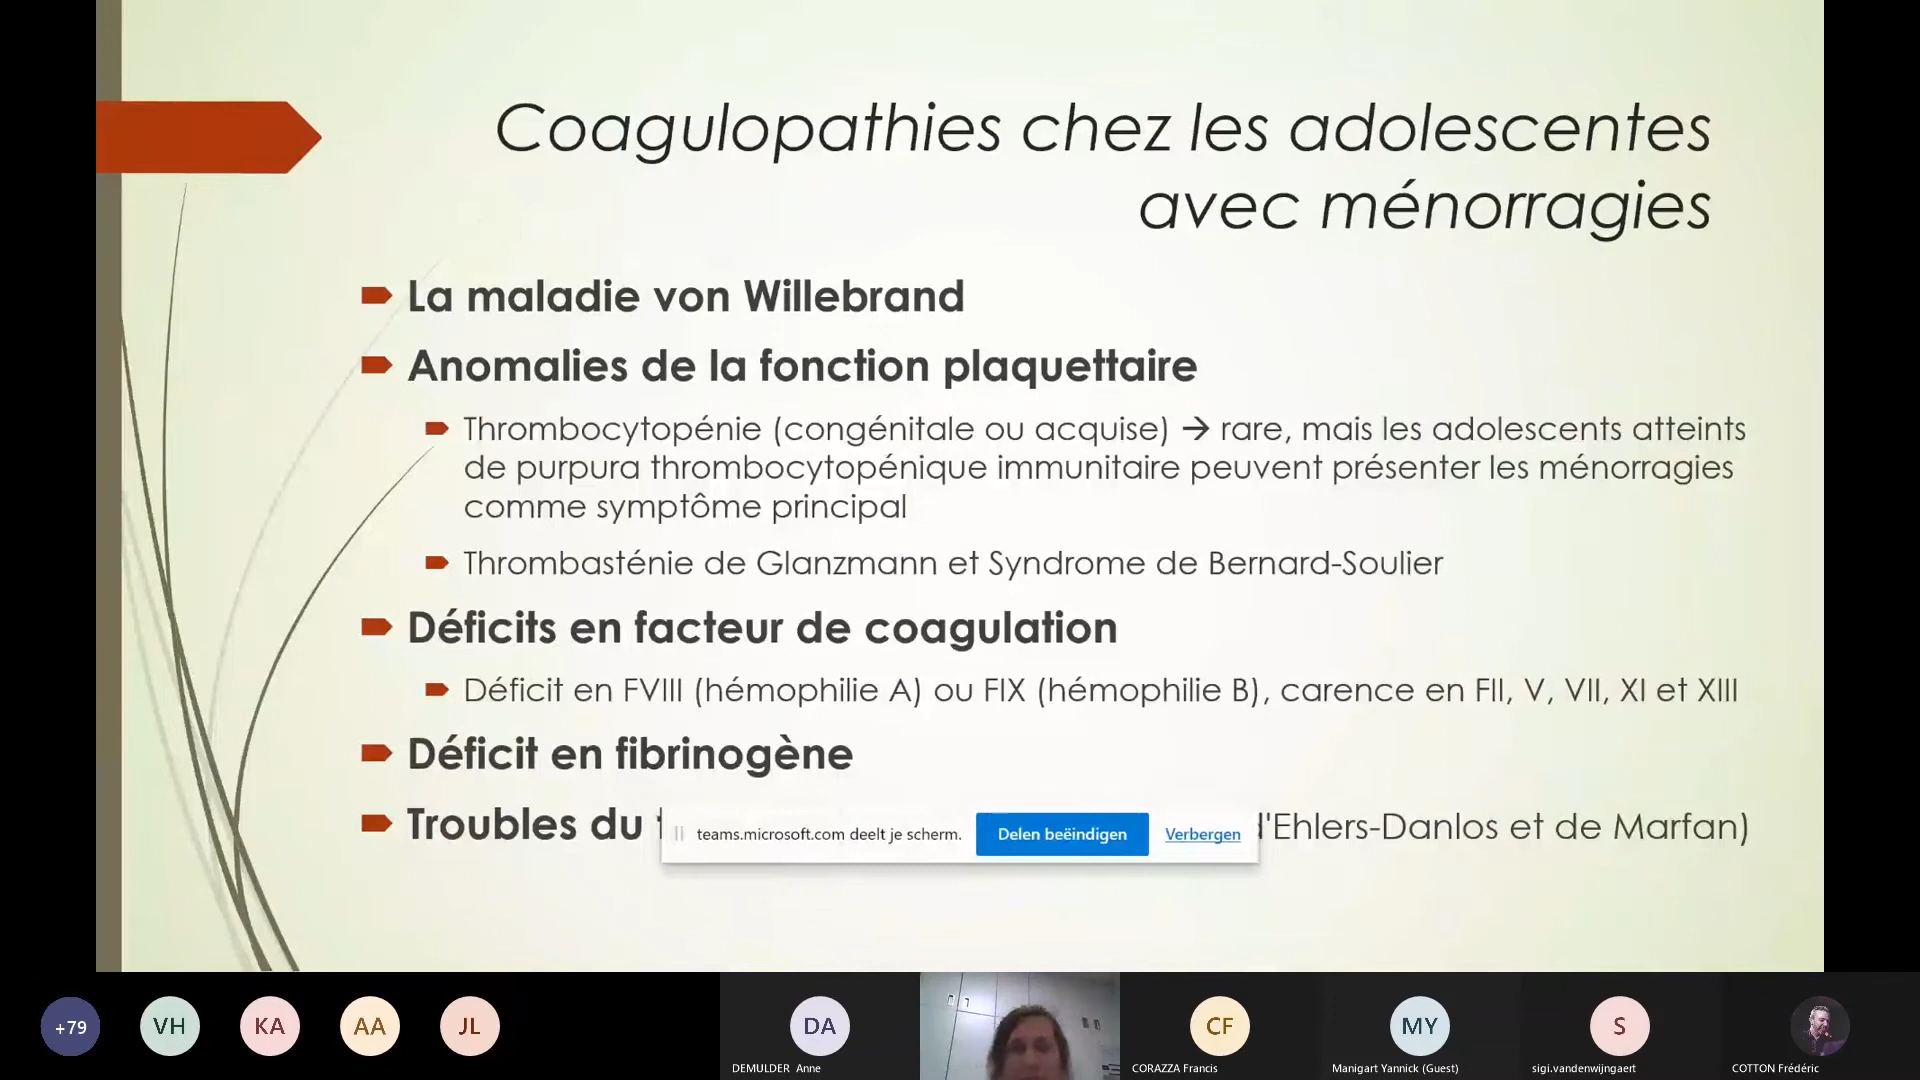 Coagulopathies chez les adolescentes
avec ménorragies
La maladie von Willebrand
Anomalies de la fonction plaquettaire
Thrombocytopénie (congénitale ou acquise) → rare, mais les adolescents atteints
de purpura thrombocytopénique immunitaire peuvent présenter les ménorragies
comme symptôme principal
Thrombasténie de Glanzmann et Syndrome de Bernard-Soulier
Déficits en facteur de coagulation
Déficit en FVIII (hémophilie A) ou FIX (hémophilie B), carence en FII, V, VII, XI et XIII
Déficit en fibrinogène
Troubles du d'Ehlers-Danlos et de Marfan)
teams.microsoft.com deelt je scherm. Delen beëindigen Verbergen
+79 VH KA AA JL DA CF MY S
DEMULDER Anne CORAZZA Francis Manigart Yannick (Guest) sigi.vandenwijngaert COTTON Frédéric